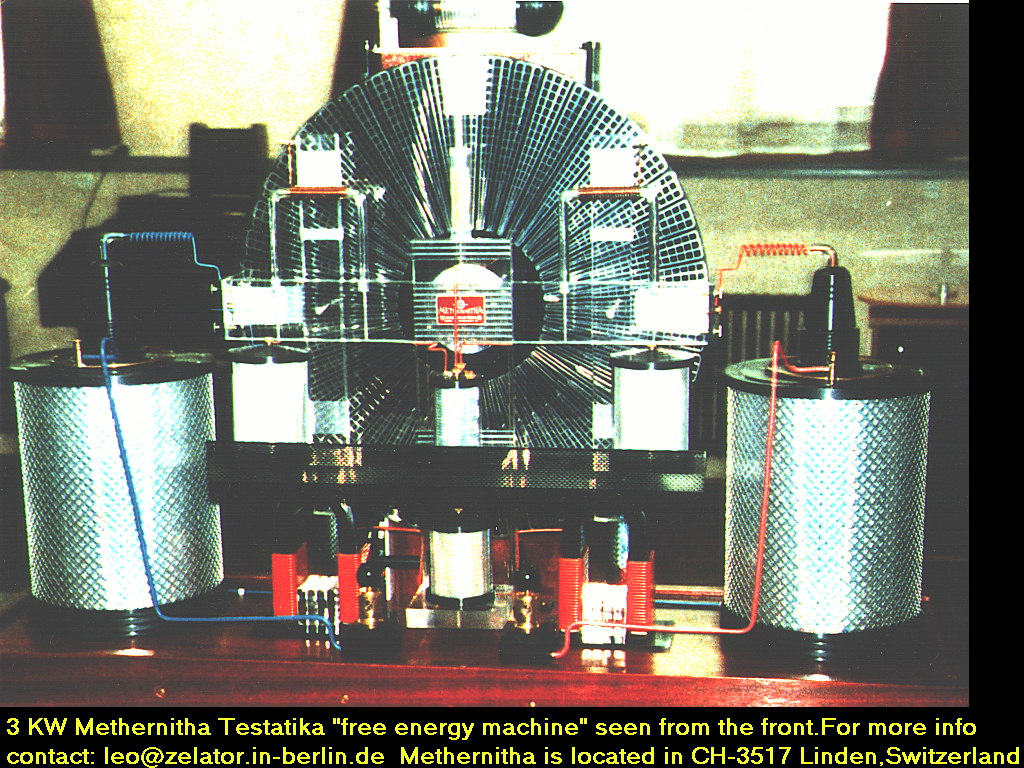 METHERNITHA
3 KW Methernitha Testatika "free energy machine" seen from the front.For more info
contact: leo@zelator.in-berlin.de  Methernitha is located in CH-3517 Linden,Switzerland